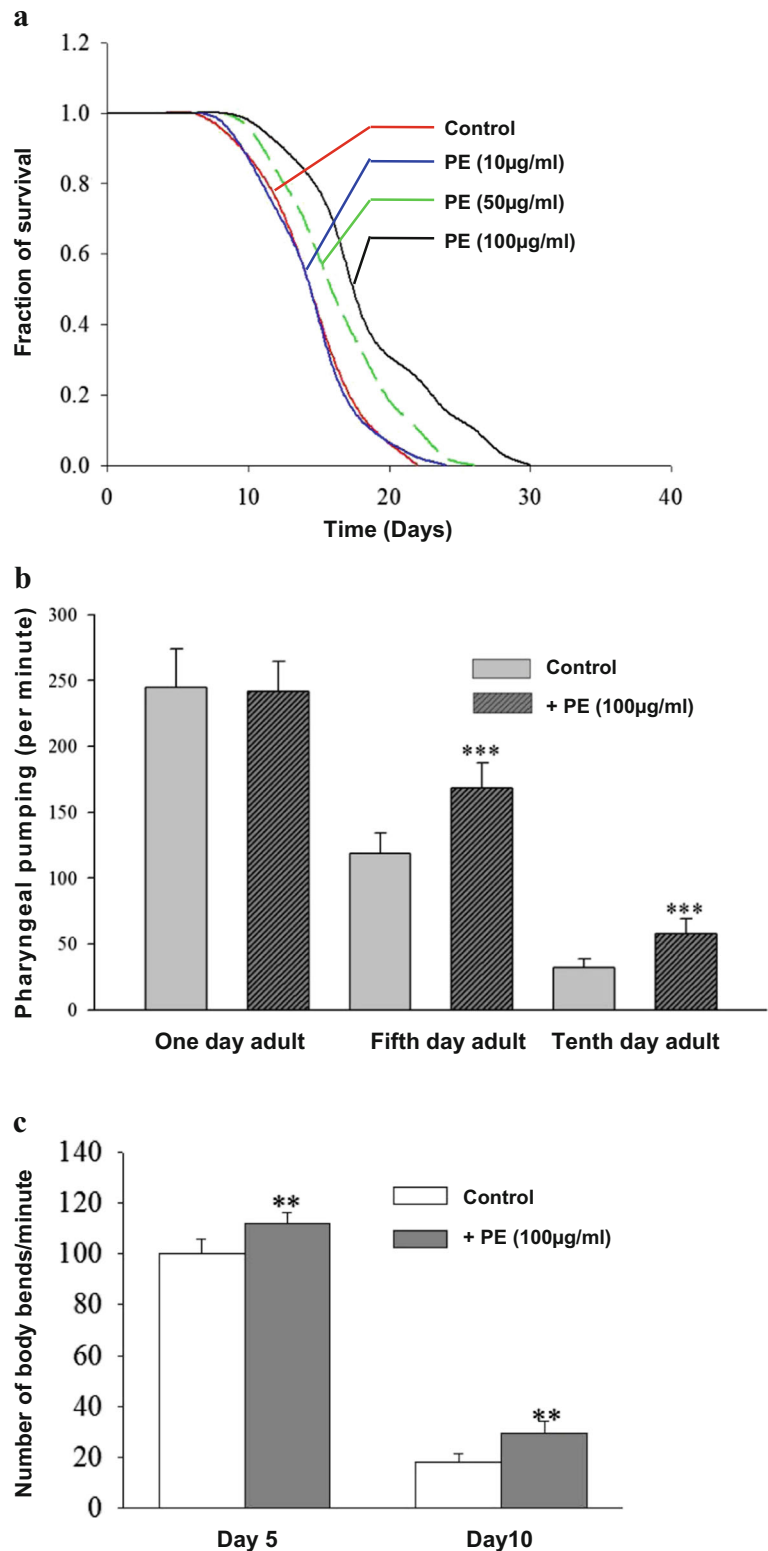 a
1.2
1.0
0.8
0.6
0.4
0.2
0.0
Fraction of survival
Control
PE (10µg/ml)
PE (50µg/ml)
PE (100µg/ml)
0 10 20 30 40
Time (Days)
b
300
250
200
150
100
50
0
Pharyngeal pumping (per minute)
Control
+ PE (100µg/ml)
***
***
One day adult Fifth day adult Tenth day adult
c
140
120
100
80
60
40
20
0
Number of body bends/minute
Control
+ PE (100µg/ml)
**
**
Day 5 Day10